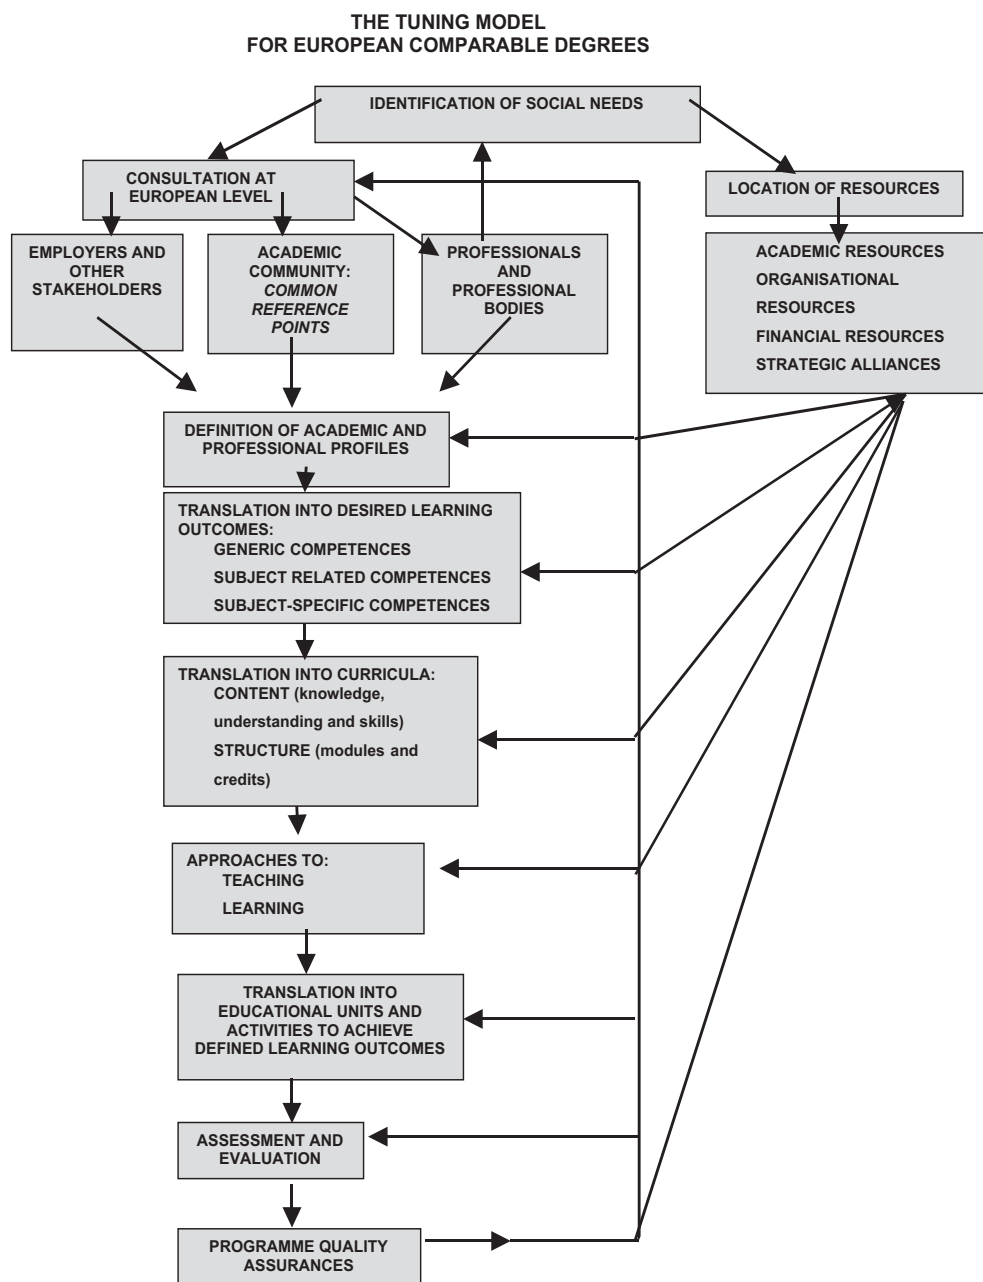 THE TUNING MODEL
FOR EUROPEAN COMPARABLE DEGREES
IDENTIFICATION OF SOCIAL NEEDS
CONSULTATION AT
EUROPEAN LEVEL
LOCATION OF RESOURCES
EMPLOYERS AND
OTHER
STAKEHOLDERS
ACADEMIC
COMMUNITY:
COMMON
REFERENCE
POINTS
PROFESSIONALS
AND
PROFESSIONAL
BODIES
ACADEMIC RESOURCES
ORGANISATIONAL
RESOURCES
FINANCIAL RESOURCES
STRATEGIC ALLIANCES
DEFINITION OF ACADEMIC AND
PROFESSIONAL PROFILES
TRANSLATION INTO DESIRED LEARNING
OUTCOMES:
GENERIC COMPETENCES
SUBJECT RELATED COMPETENCES
SUBJECT-SPECIFIC COMPETENCES
TRANSLATION INTO CURRICULA:
CONTENT (knowledge,
understanding and skills)
STRUCTURE (modules and
credits)
APPROACHES TO:
TEACHING
LEARNING
TRANSLATION INTO
EDUCATIONAL UNITS AND
ACTIVITIES TO ACHIEVE
DEFINED LEARNING OUTCOMES
ASSESSMENT AND
EVALUATION
PROGRAMME QUALITY
ASSURANCES